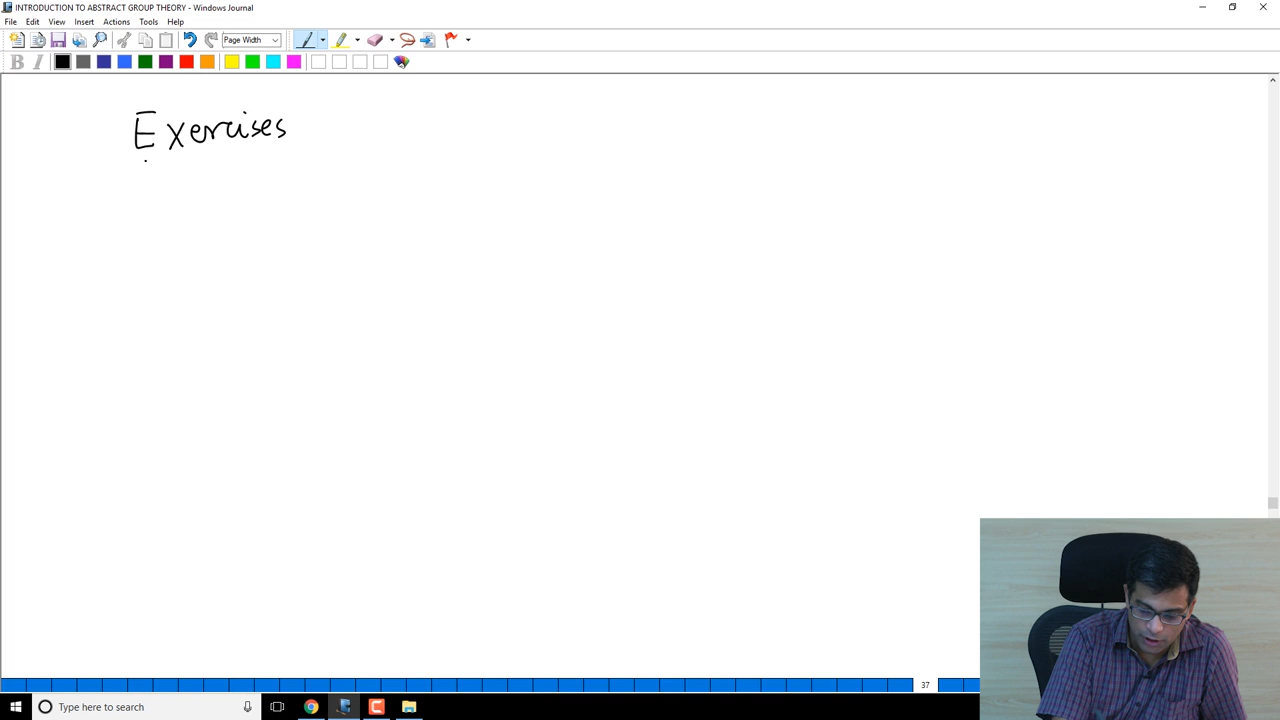 INTRODUCTION TO ABSTRACT GROUP THEORY - Windows Journal
File Edit View Insert Actions Tools Help
Page Width
B I
Exercises
37
Type here to search